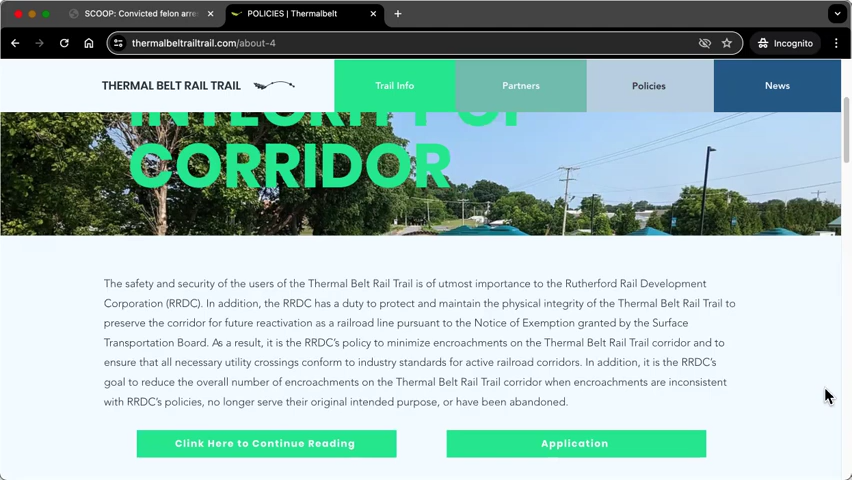 SCOOP: Convicted felon arre
POLICIES | Thermalbelt
thermalbeltrailtrail.com/about-4
Incognito
THERMAL BELT RAIL TRAIL
Trail Info
Partners
Policies
News
INTEGRITY OF
CORRIDOR
The safety and security of the users of the Thermal Belt Rail Trail is of utmost importance to the Rutherford Rail Development
Corporation (RRDC). In addition, the RRDC has a duty to protect and maintain the physical integrity of the Thermal Belt Rail Trail to
preserve the corridor for future reactivation as a railroad line pursuant to the Notice of Exemption granted by the Surface
Transportation Board. As a result, it is the RRDC's policy to minimize encroachments on the Thermal Belt Rail Trail corridor and to
ensure that all necessary utility crossings conform to industry standards for active railroad corridors. In addition, it is the RRDC's
goal to reduce the overall number of encroachments on the Thermal Belt Rail Trail corridor when encroachments are inconsistent
with RRDC's policies, no longer serve their original intended purpose, or have been abandoned.
Clink Here to Continue Reading
Application